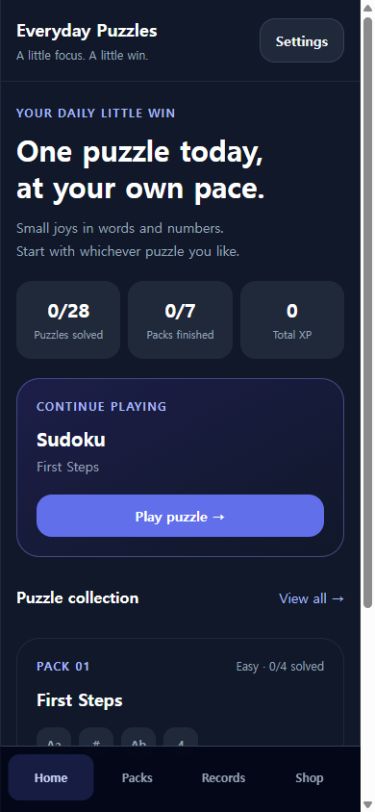 Everyday Puzzles
A little focus. A little win.
Settings
YOUR DAILY LITTLE WIN
One puzzle today,
at your own pace.
Small joys in words and numbers.
Start with whichever puzzle you like.
0/28
Puzzles solved
0/7
Packs finished
0
Total XP
CONTINUE PLAYING
Sudoku
First Steps
Play puzzle →
Puzzle collection
View all →
PACK 01
Easy · 0/4 solved
First Steps
Home
Packs
Records
Shop